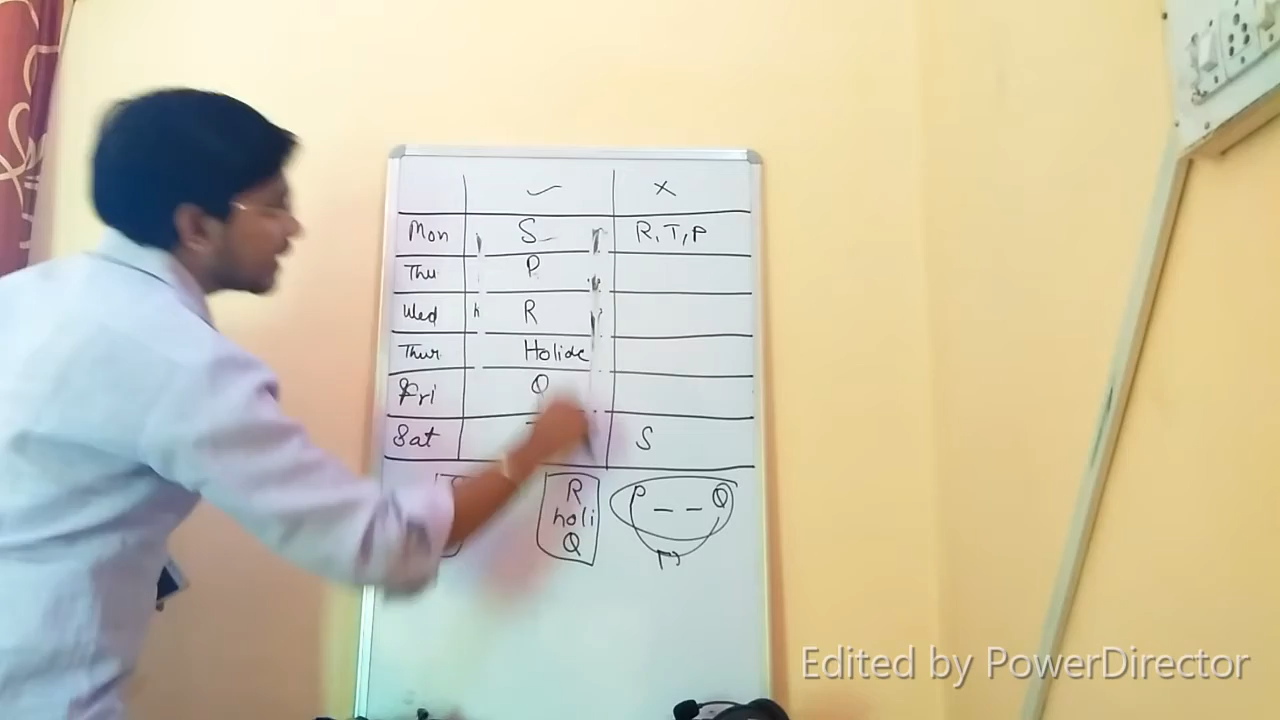 ✓ ×
Mon S R, T, P
Thu P
Wed R
Thur Holide
Fri Q
Sat S
R
holi
Q
P _ _ Q
Edited by PowerDirector